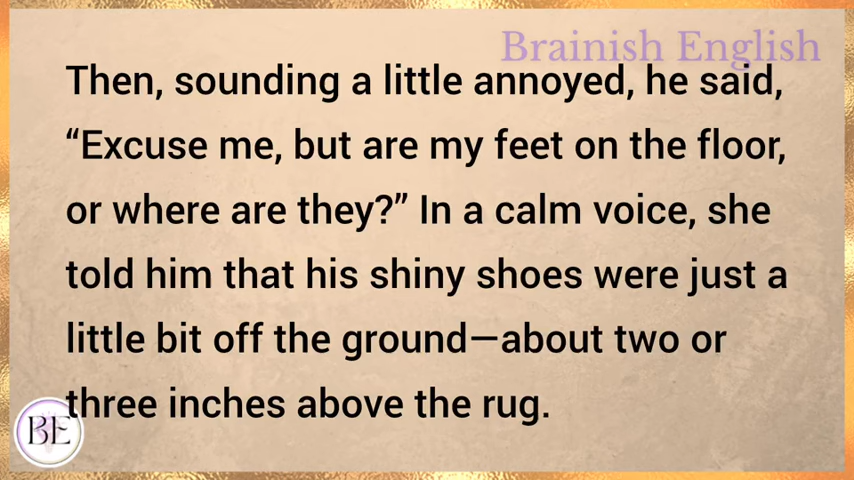 Brainish English
Then, sounding a little annoyed, he said,
“Excuse me, but are my feet on the floor,
or where are they?” In a calm voice, she
told him that his shiny shoes were just a
little bit off the ground—about two or
three inches above the rug.
BE